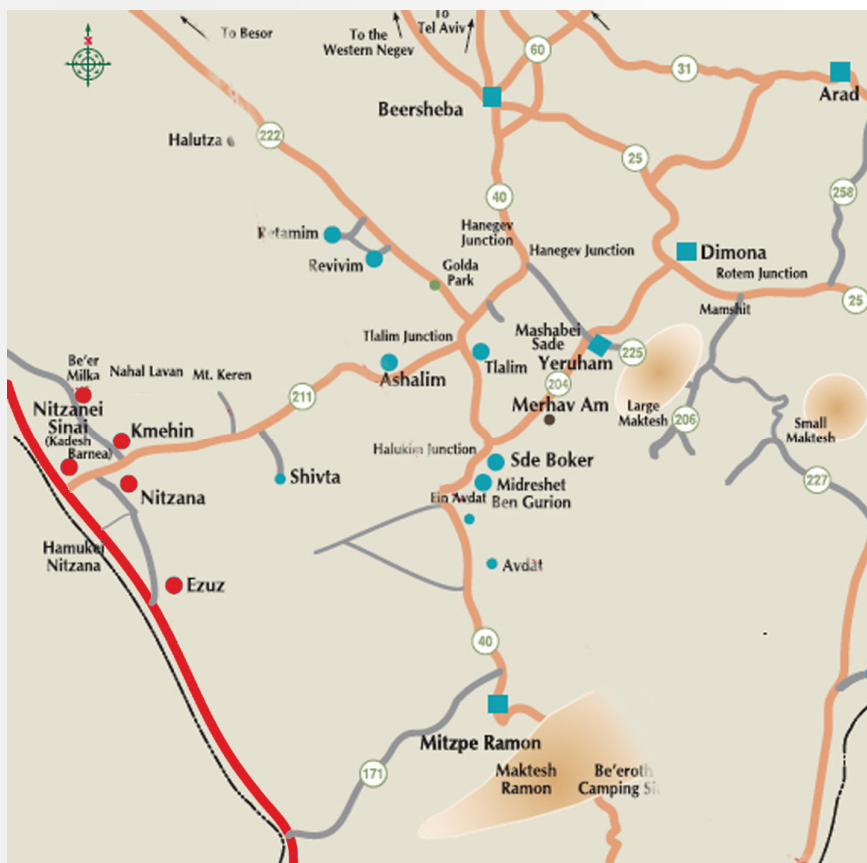 To Besor
To the
Western Negev
To
Tel Aviv
60
31
Arad
Beersheba
222
Halutza
25
40
258
Hanegev
Junction
Hanegev Junction
Retamim
Revivim
Golda
Park
Dimona
Rotem Junction
25
Mamshit
Tlalim Junction
Mashabei
Sade
Yeruham
225
Tlalim
Ashalim
204
Be'er
Milka
Nahal Lavan
Mt. Keren
211
Merhav Am
Large
Maktesh
206
Small
Maktesh
Nitzanei
Sinai
(Kadesh
Barnea)
Kmehin
Halukim Junction
Sde Boker
Shivta
Midreshet
Ben Gurion
227
Nitzana
Ein Avdat
Hamukei
Nitzana
Avdat
Ezuz
40
Mitzpe Ramon
171
Maktesh
Ramon
Be'eroth
Camping